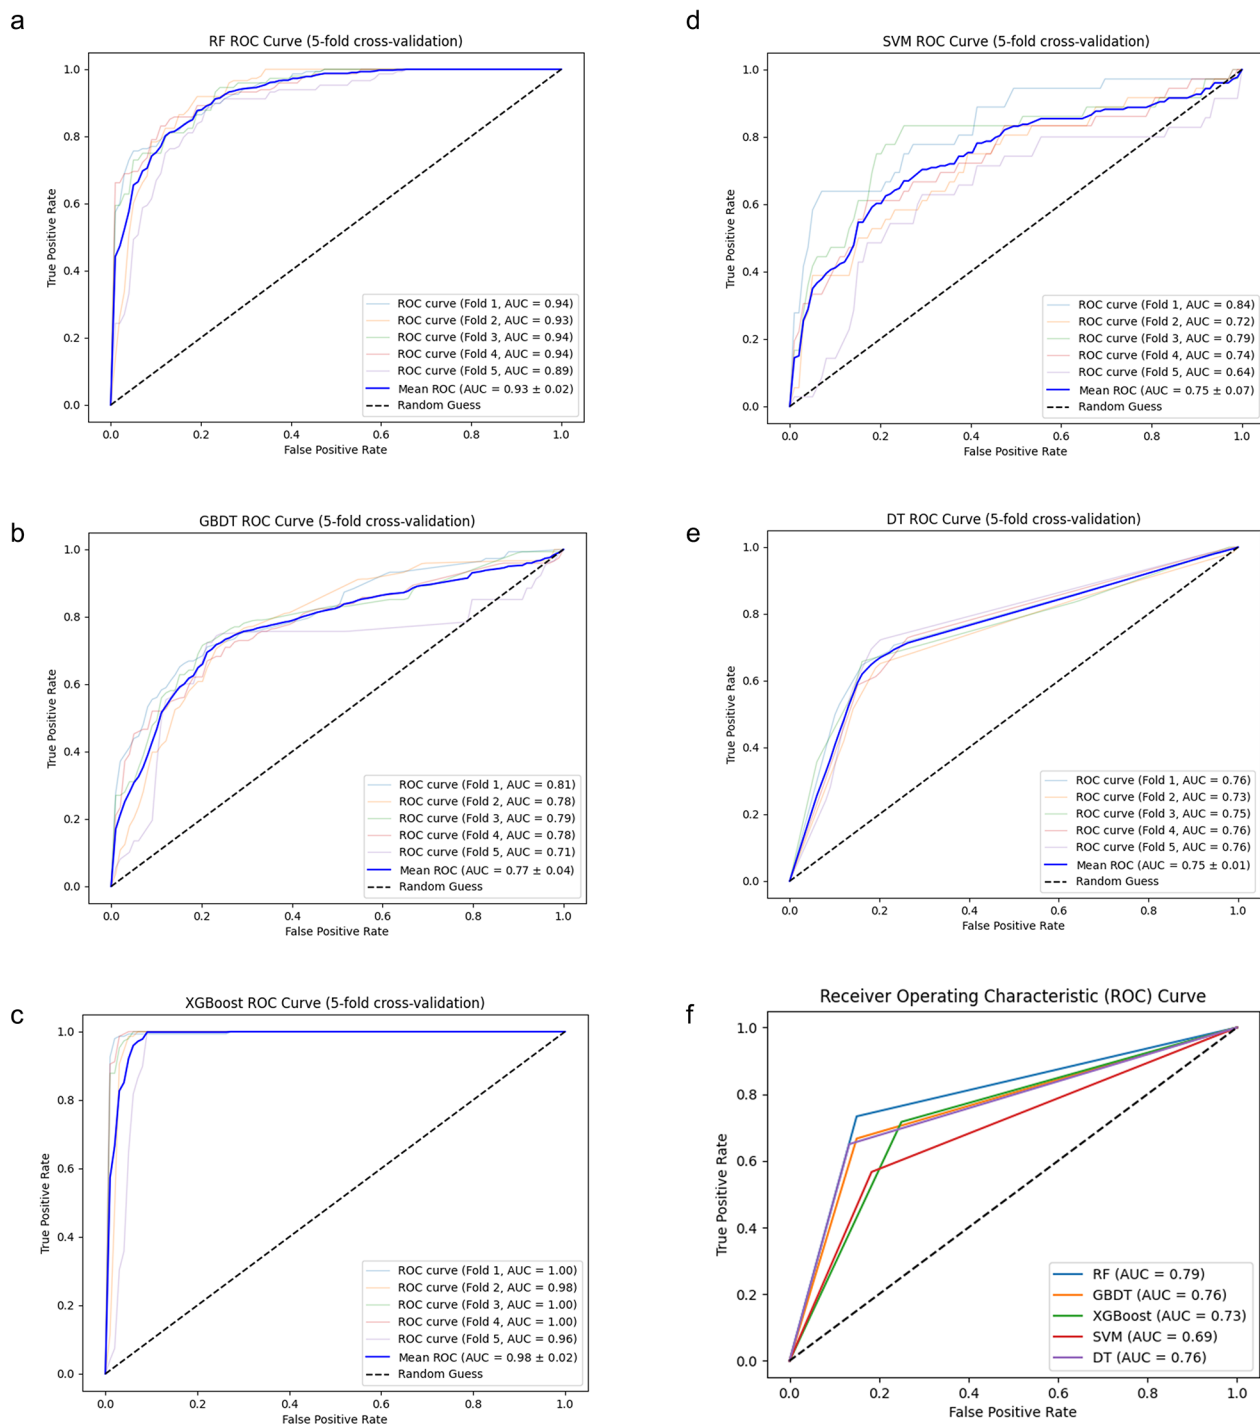 a
RF ROC Curve (5-fold cross-validation)
True Positive Rate
1.0
0.8
0.6
0.4
0.2
0.0
ROC curve (Fold 1, AUC = 0.94)
ROC curve (Fold 2, AUC = 0.93)
ROC curve (Fold 3, AUC = 0.94)
ROC curve (Fold 4, AUC = 0.94)
ROC curve (Fold 5, AUC = 0.89)
Mean ROC (AUC = 0.93 ± 0.02)
Random Guess
0.0 0.2 0.4 0.6 0.8 1.0
False Positive Rate
d
SVM ROC Curve (5-fold cross-validation)
True Positive Rate
1.0
0.8
0.6
0.4
0.2
0.0
ROC curve (Fold 1, AUC = 0.84)
ROC curve (Fold 2, AUC = 0.72)
ROC curve (Fold 3, AUC = 0.79)
ROC curve (Fold 4, AUC = 0.74)
ROC curve (Fold 5, AUC = 0.64)
Mean ROC (AUC = 0.75 ± 0.07)
Random Guess
0.0 0.2 0.4 0.6 0.8 1.0
False Positive Rate
b
GBDT ROC Curve (5-fold cross-validation)
True Positive Rate
1.0
0.8
0.6
0.4
0.2
0.0
ROC curve (Fold 1, AUC = 0.81)
ROC curve (Fold 2, AUC = 0.78)
ROC curve (Fold 3, AUC = 0.79)
ROC curve (Fold 4, AUC = 0.78)
ROC curve (Fold 5, AUC = 0.71)
Mean ROC (AUC = 0.77 ± 0.04)
Random Guess
0.0 0.2 0.4 0.6 0.8 1.0
False Positive Rate
e
DT ROC Curve (5-fold cross-validation)
True Positive Rate
1.0
0.8
0.6
0.4
0.2
0.0
ROC curve (Fold 1, AUC = 0.76)
ROC curve (Fold 2, AUC = 0.73)
ROC curve (Fold 3, AUC = 0.75)
ROC curve (Fold 4, AUC = 0.76)
ROC curve (Fold 5, AUC = 0.76)
Mean ROC (AUC = 0.75 ± 0.01)
Random Guess
0.0 0.2 0.4 0.6 0.8 1.0
False Positive Rate
c
XGBoost ROC Curve (5-fold cross-validation)
True Positive Rate
1.0
0.8
0.6
0.4
0.2
0.0
ROC curve (Fold 1, AUC = 1.00)
ROC curve (Fold 2, AUC = 0.98)
ROC curve (Fold 3, AUC = 1.00)
ROC curve (Fold 4, AUC = 1.00)
ROC curve (Fold 5, AUC = 0.96)
Mean ROC (AUC = 0.98 ± 0.02)
Random Guess
0.0 0.2 0.4 0.6 0.8 1.0
False Positive Rate
f
Receiver Operating Characteristic (ROC) Curve
True Positive Rate
1.0
0.8
0.6
0.4
0.2
0.0
RF (AUC = 0.79)
GBDT (AUC = 0.76)
XGBoost (AUC = 0.73)
SVM (AUC = 0.69)
DT (AUC = 0.76)
0.0 0.2 0.4 0.6 0.8 1.0
False Positive Rate